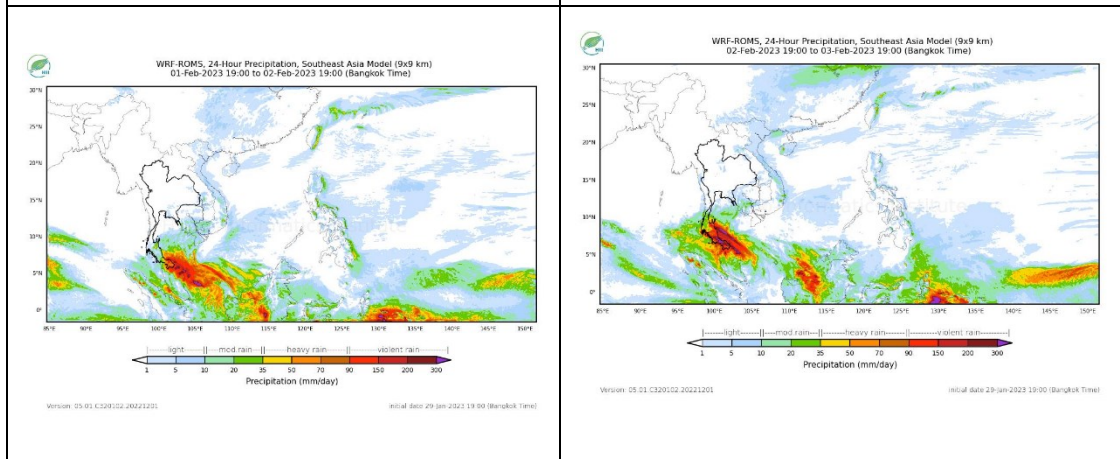 WRF-ROMS, 24-Hour Precipitation, Southeast Asia Model (9x9 km)
01-Feb-2023 19:00 to 02-Feb-2023 19:00 (Bangkok Time)
30°N
25°N
20°N
15°N
10°N
5°N
0°
85°E 90°E 95°E 100°E 105°E 110°E 115°E 120°E 125°E 130°E 135°E 140°E 145°E 150°E
|--------light-------||---mod.rain---||-------heavy rain-------||---------violent rain--------|
1 5 10 20 35 50 70 90 150 200 300
Precipitation (mm/day)
Version: 05.01.C320102.20221201
initial date 29-Jan-2023 19:00 (Bangkok Time)
WRF-ROMS, 24-Hour Precipitation, Southeast Asia Model (9x9 km)
02-Feb-2023 19:00 to 03-Feb-2023 19:00 (Bangkok Time)
30°N
25°N
20°N
15°N
10°N
5°N
0°
85°E 90°E 95°E 100°E 105°E 110°E 115°E 120°E 125°E 130°E 135°E 140°E 145°E 150°E
|--------light-------||---mod.rain---||-------heavy rain-------||---------violent rain--------|
1 5 10 20 35 50 70 90 150 200 300
Precipitation (mm/day)
Version: 05.01.C320102.20221201
initial date 29-Jan-2023 19:00 (Bangkok Time)